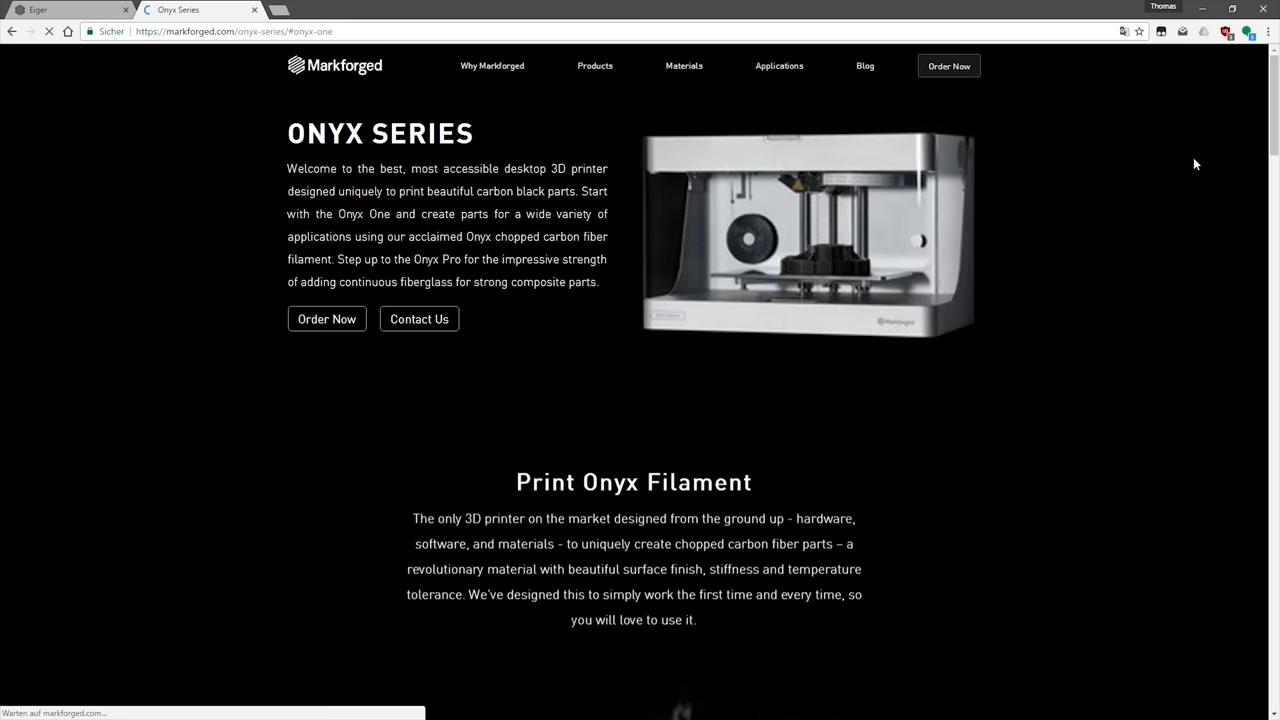 Eiger
Onyx Series
Thomas
Sicher
https://markforged.com/onyx-series/#onyx-one
Markforged
Why Markforged
Products
Materials
Applications
Blog
Order Now
ONYX SERIES
Welcome to the best, most accessible desktop 3D printer
designed uniquely to print beautiful carbon black parts. Start
with the Onyx One and create parts for a wide variety of
applications using our acclaimed Onyx chopped carbon fiber
filament. Step up to the Onyx Pro for the impressive strength
of adding continuous fiberglass for strong composite parts.
Order Now
Contact Us
Markforged
Print Onyx Filament
The only 3D printer on the market designed from the ground up - hardware,
software, and materials - to uniquely create chopped carbon fiber parts – a
revolutionary material with beautiful surface finish, stiffness and temperature
tolerance. We've designed this to simply work the first time and every time, so
you will love to use it.
Warten auf markforged.com...